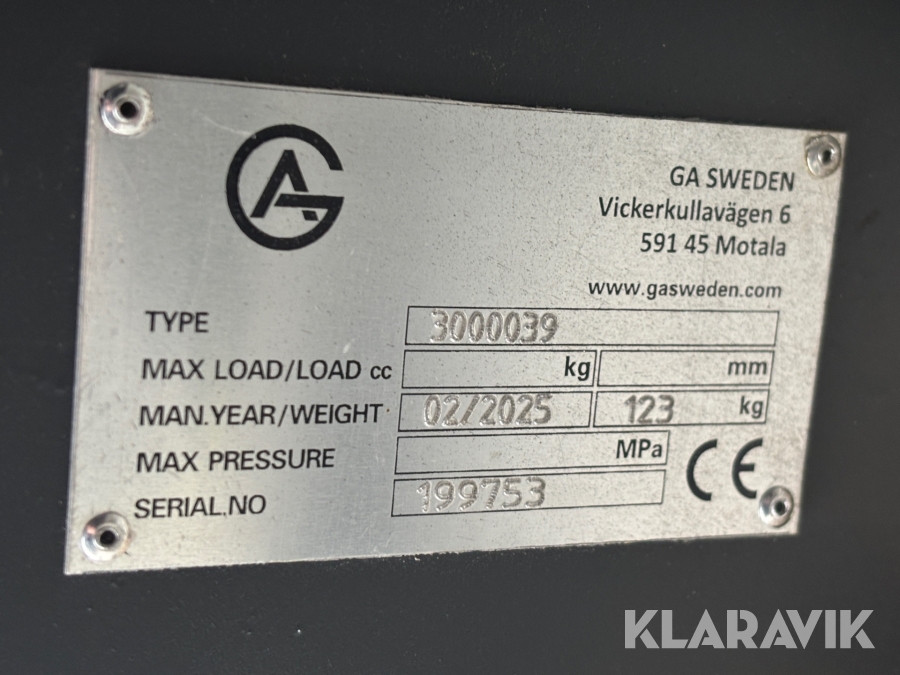 GA
GA SWEDEN
Vickerkullavägen 6
591 45 Motala
www.gasweden.com
TYPE 3000039
MAX LOAD/LOAD cc kg mm
MAN.YEAR/WEIGHT 02/2025 123 kg
MAX PRESSURE MPa
SERIAL.NO 199753
CE
KLARAVIK